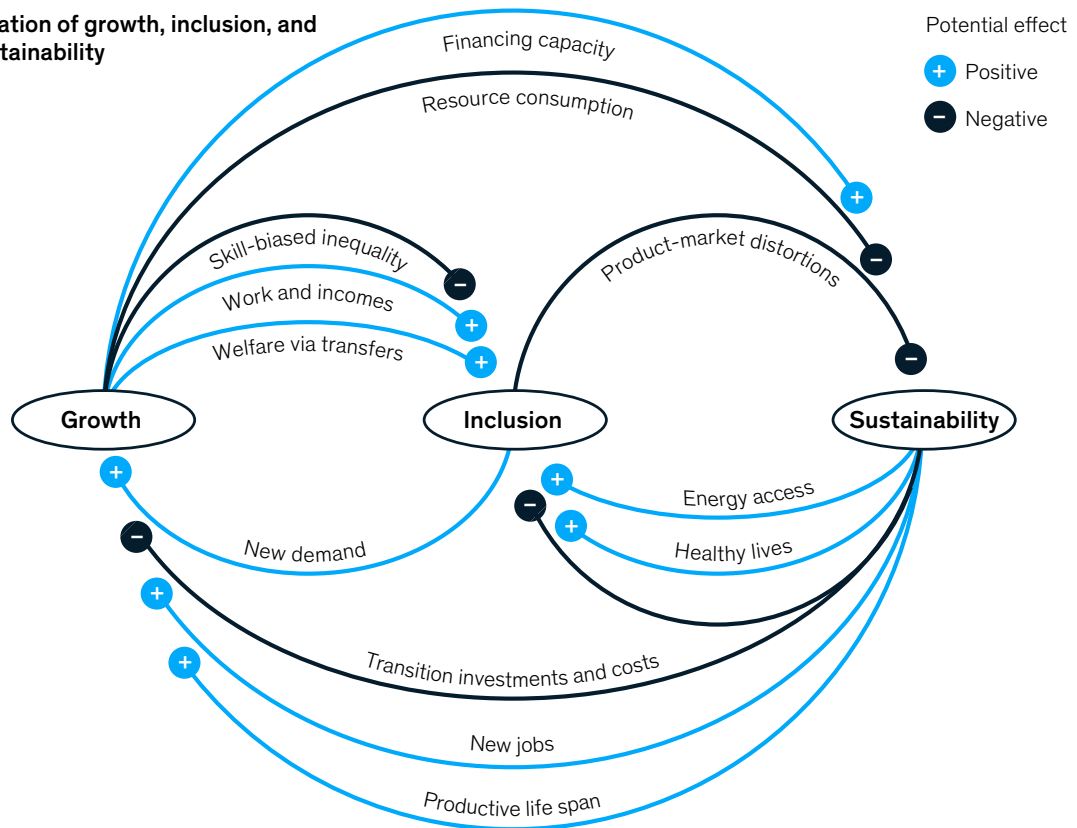 ation of growth, inclusion, and
tainability
Potential effect
+ Positive
− Negative
Financing capacity
Resource consumption
+
−
Skill-biased inequality
−
Work and incomes
+
Welfare via transfers
+
Product-market distortions
−
Growth
Inclusion
Sustainability
+
New demand
+
Energy access
−
+
Healthy lives
−
Transition investments and costs
+
New jobs
+
Productive life span